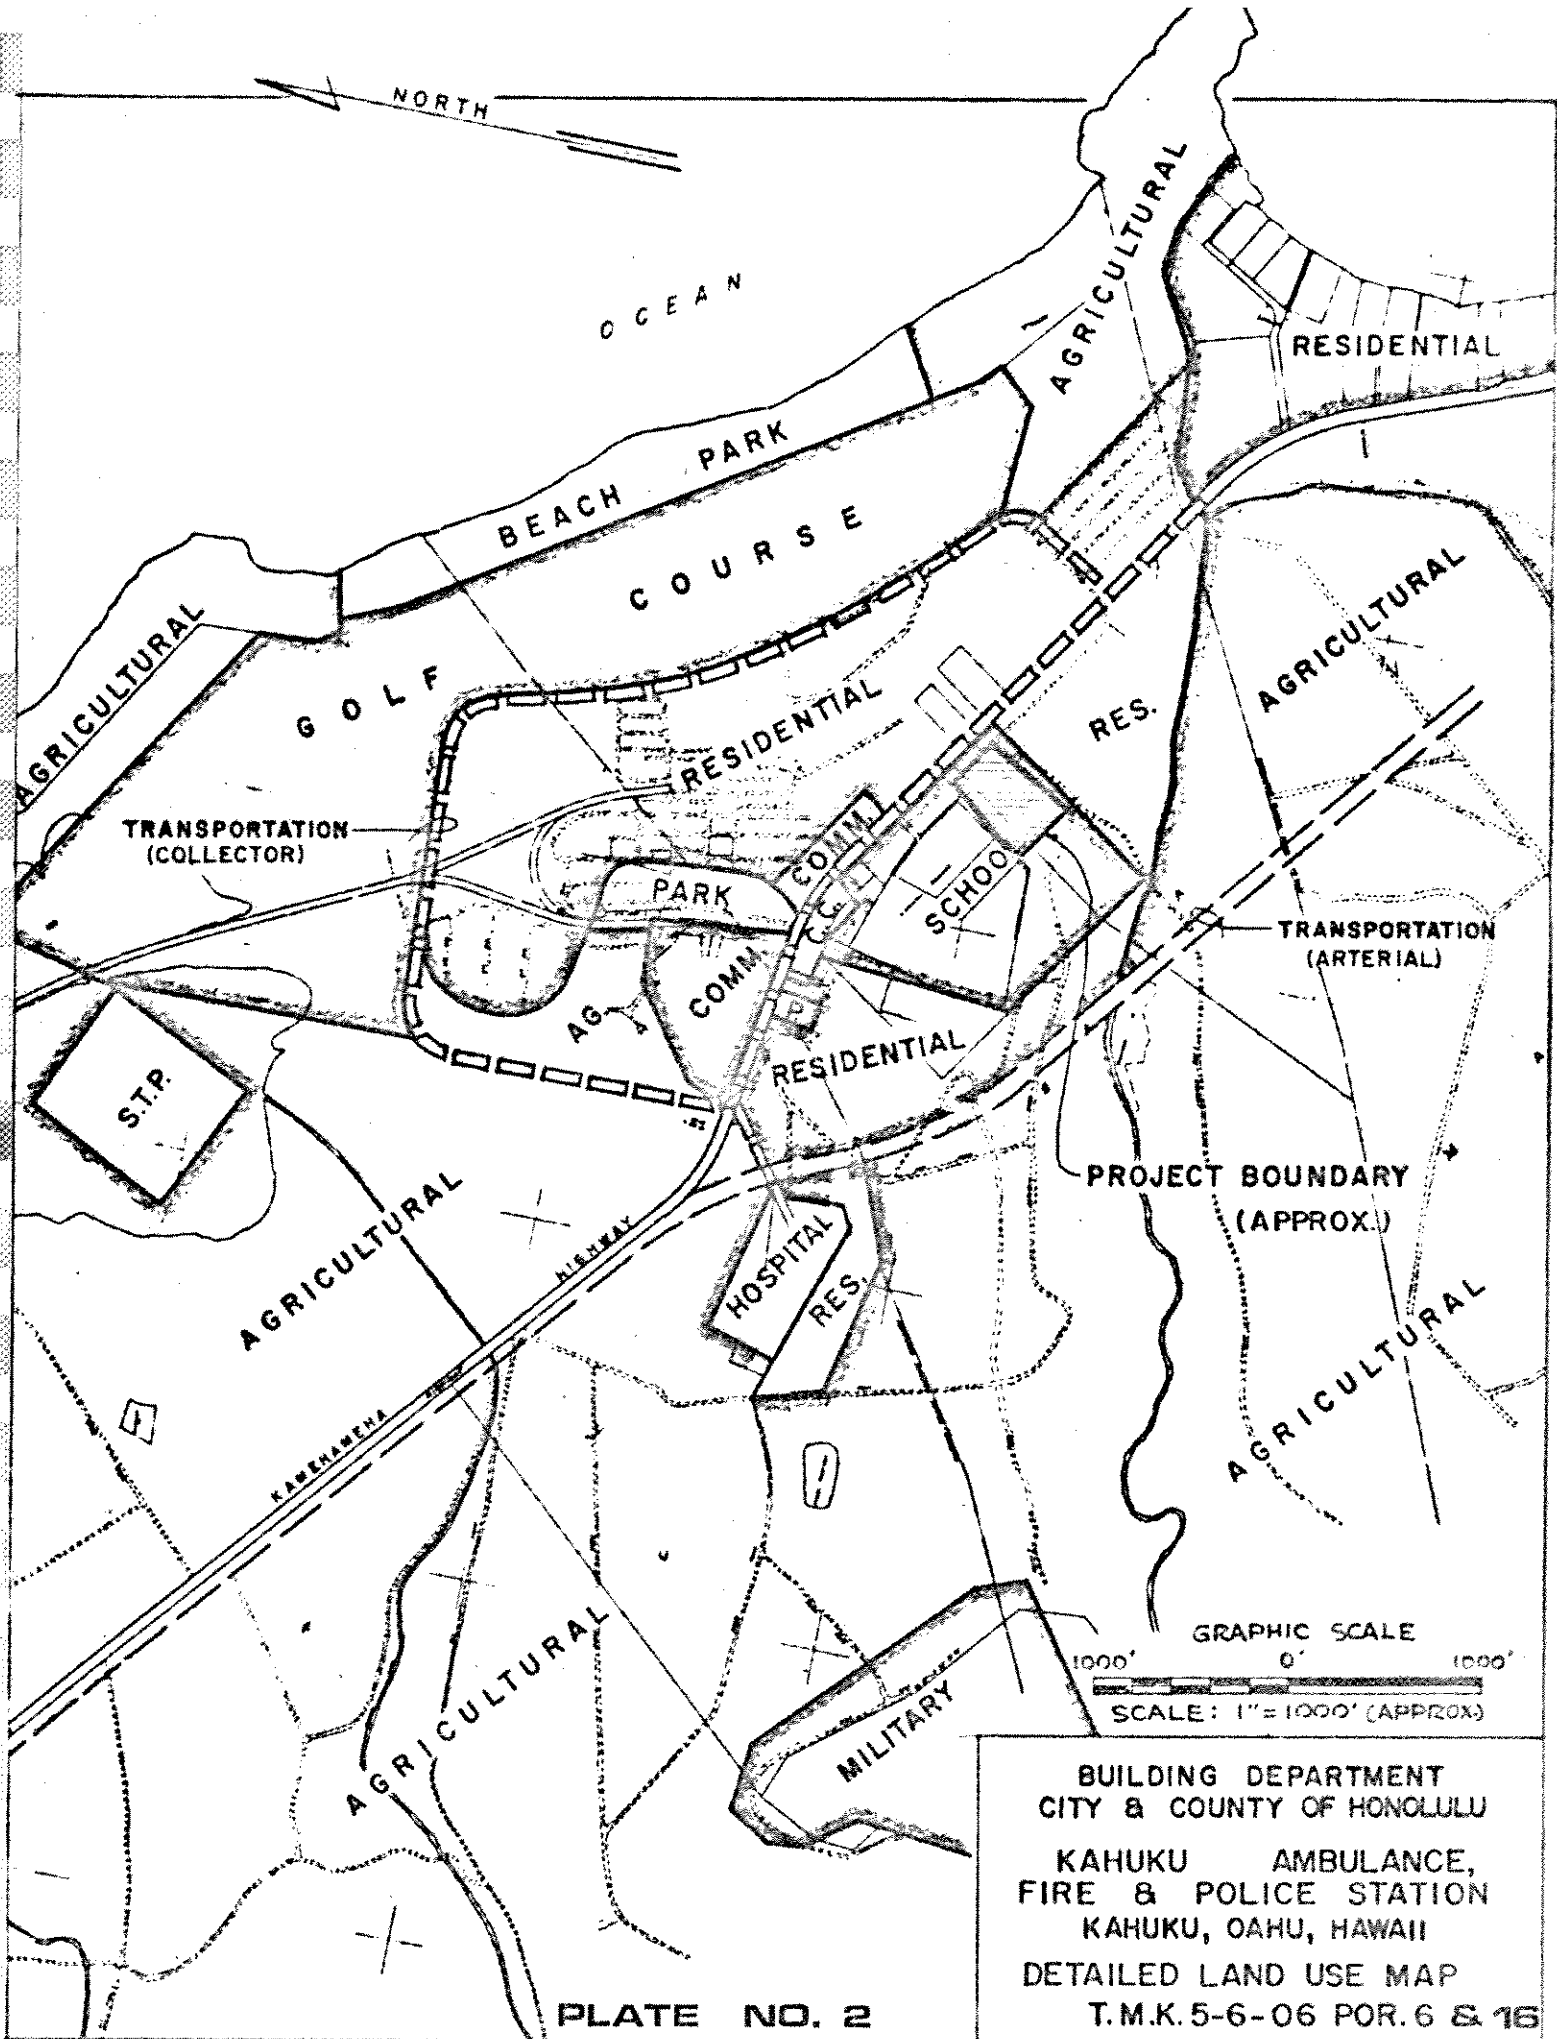 NORTH
OCEAN
AGRICULTURAL
RESIDENTIAL
BEACH PARK
GOLF COURSE
AGRICULTURAL
AGRICULTURAL
RESIDENTIAL
RES.
TRANSPORTATION
(COLLECTOR)
COMM.
PARK
SCHOO
C.C.
COMM.
P
AG.
TRANSPORTATION
(ARTERIAL)
RESIDENTIAL
S.T.P.
PROJECT BOUNDARY
(APPROX.)
AGRICULTURAL
HOSPITAL
RES.
KAMEHAMEHA HIGHWAY
AGRICULTURAL
AGRICULTURAL
MILITARY
GRAPHIC SCALE
1000' 0' 1000'
SCALE: 1"=1000' (APPROX)
BUILDING DEPARTMENT
CITY & COUNTY OF HONOLULU
KAHUKU AMBULANCE,
FIRE & POLICE STATION
KAHUKU, OAHU, HAWAII
DETAILED LAND USE MAP
T.M.K. 5-6-06 POR. 6 & 16
PLATE NO. 2